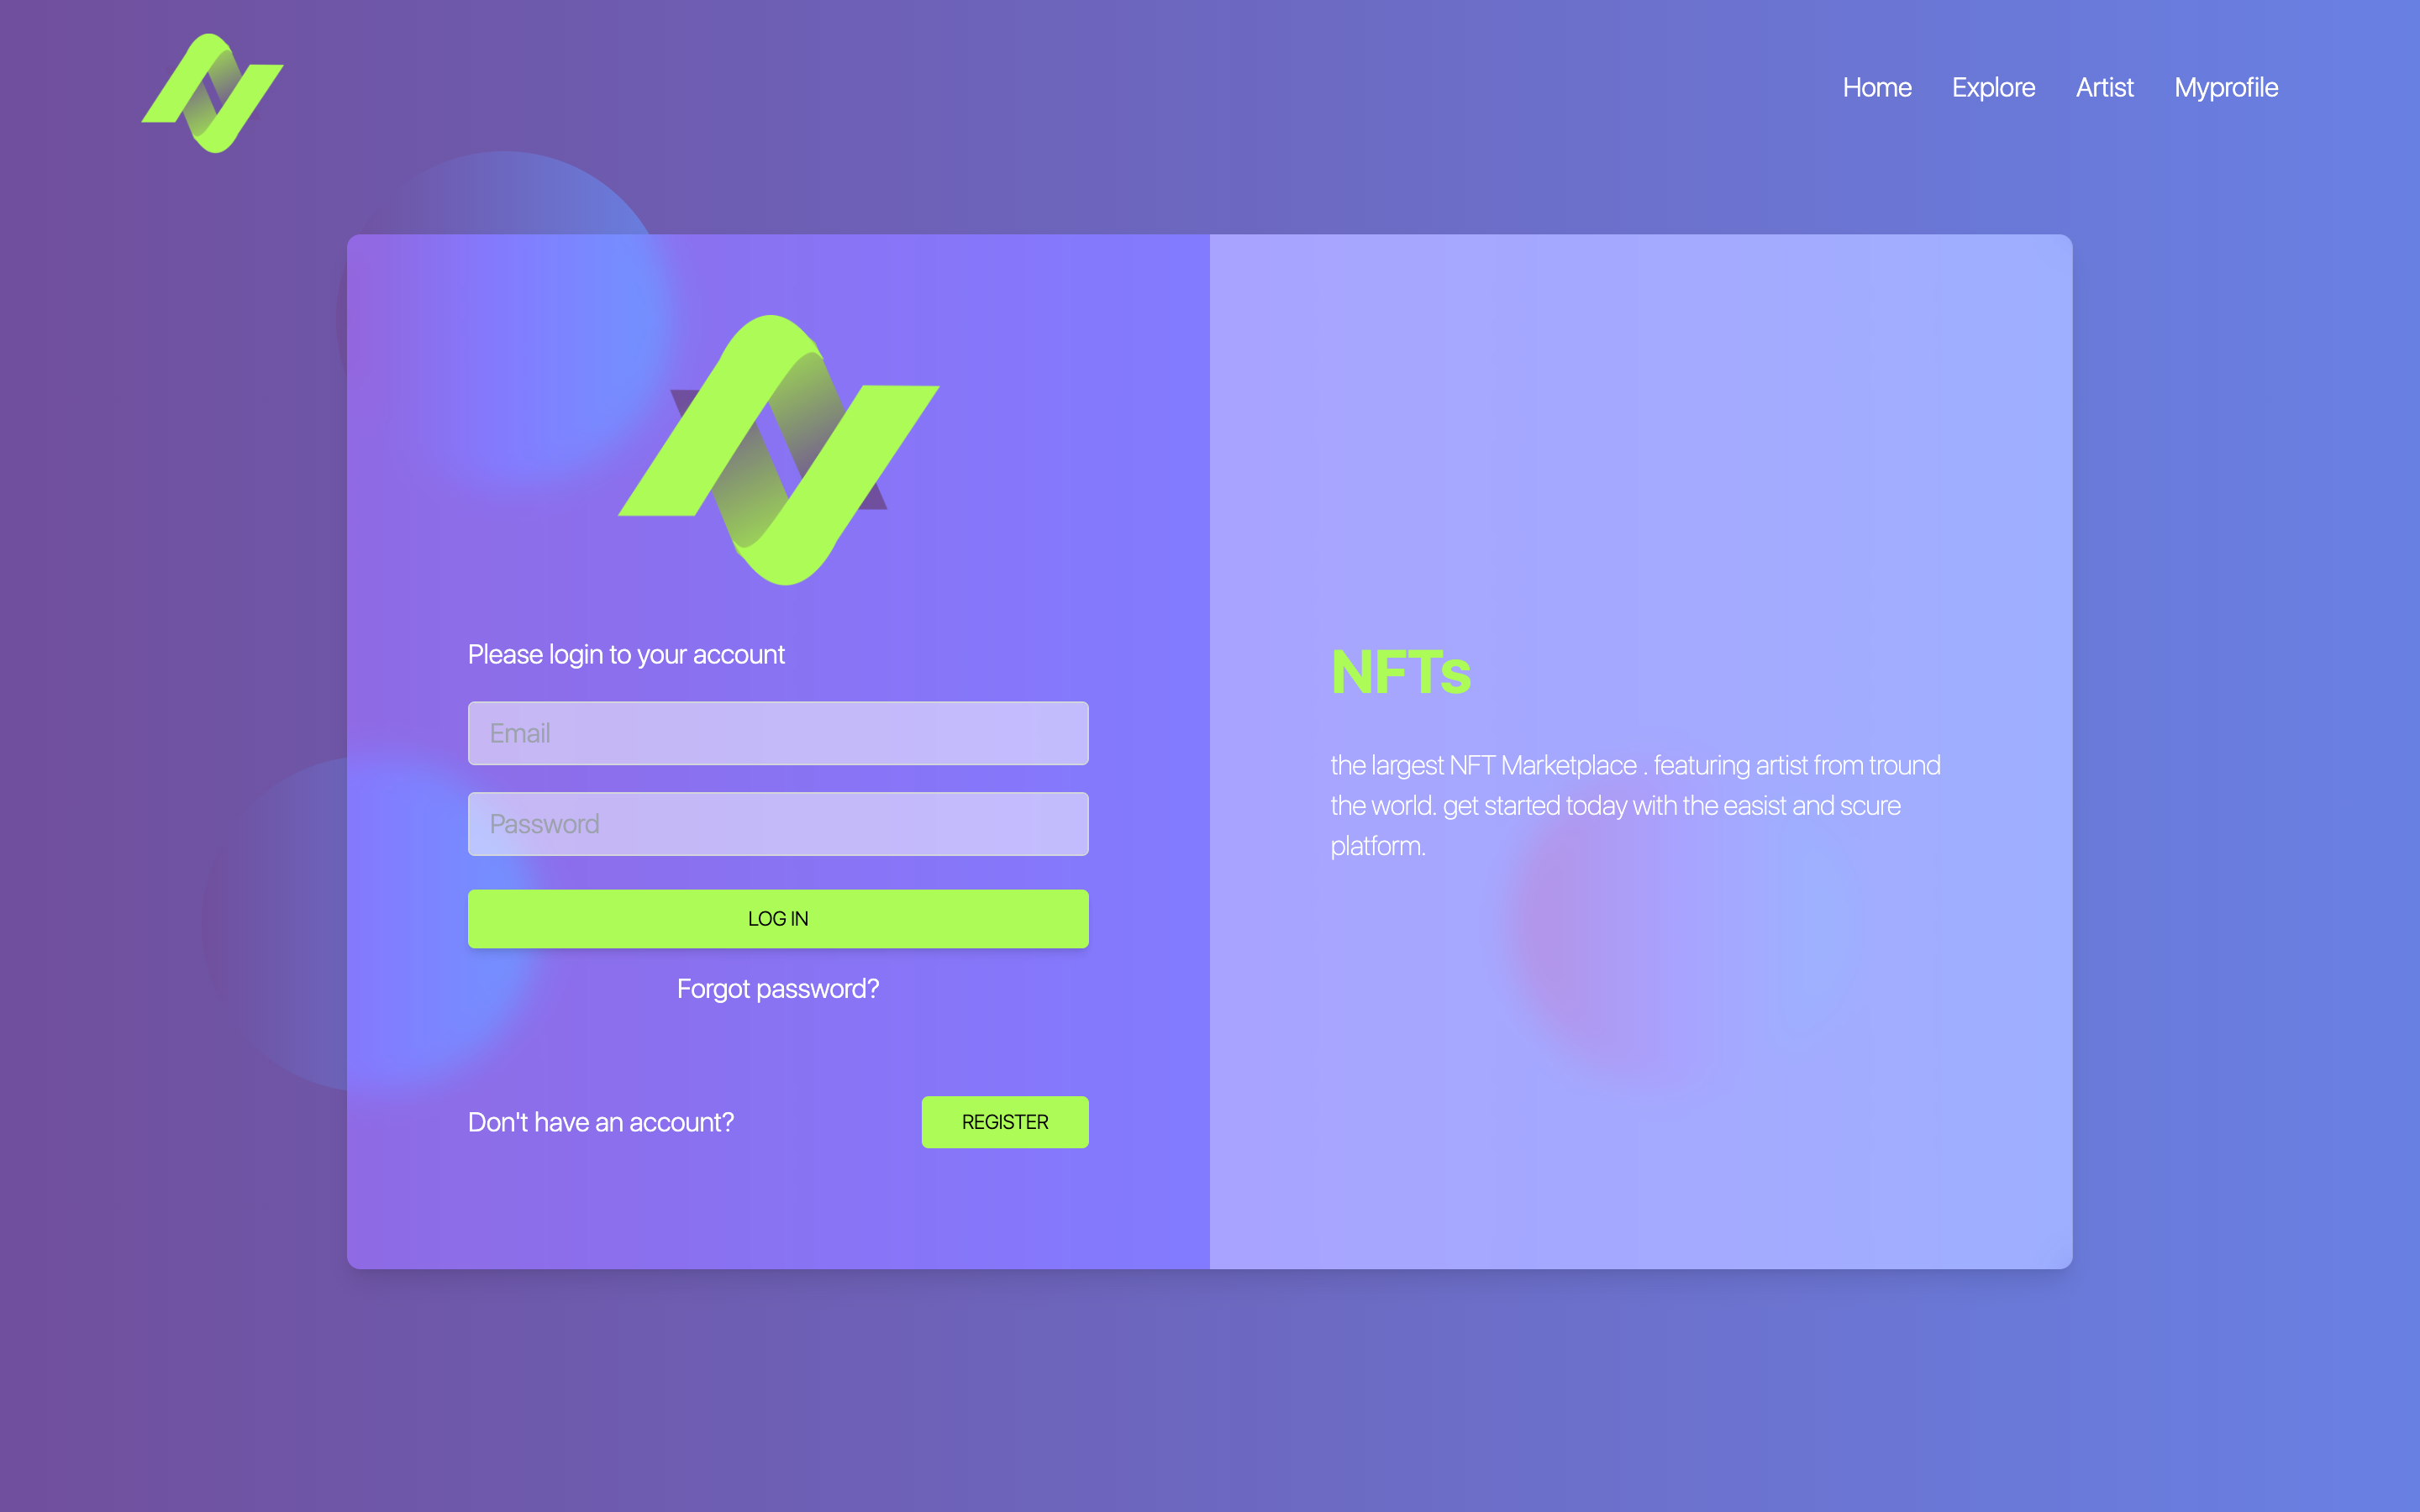 Home Explore Artist Myprofile
Please login to your account
Email
Password
LOG IN
Forgot password?
Don't have an account? REGISTER
NFTs
the largest NFT Marketplace . featuring artist from tround
the world. get started today with the easist and scure
platform.